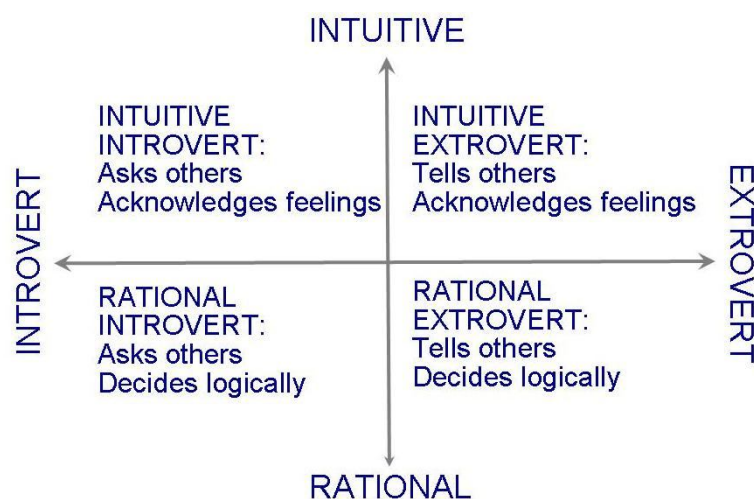 INTUITIVE
INTUITIVE
INTROVERT:
Asks others
Acknowledges feelings
INTUITIVE
EXTROVERT:
Tells others
Acknowledges feelings
INTROVERT
EXTROVERT
RATIONAL
INTROVERT:
Asks others
Decides logically
RATIONAL
EXTROVERT:
Tells others
Decides logically
RATIONAL